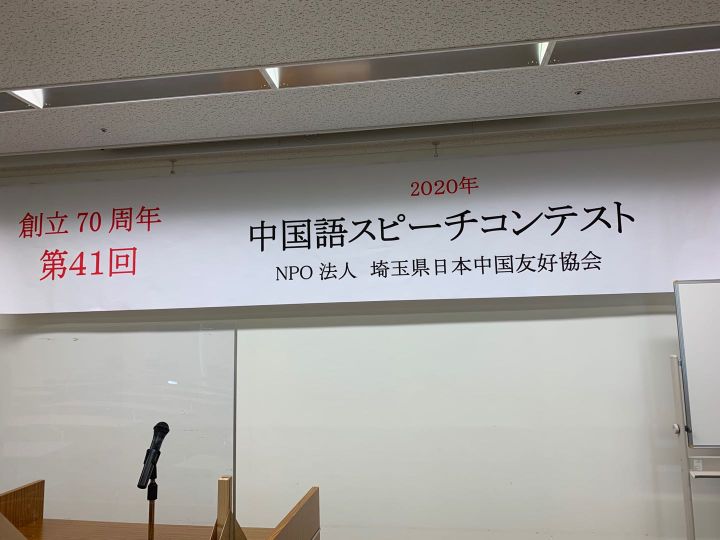 創立 70 周年
第41回
2020年
中国語スピーチコンテスト
NPO 法人 埼玉県日本中国友好協会